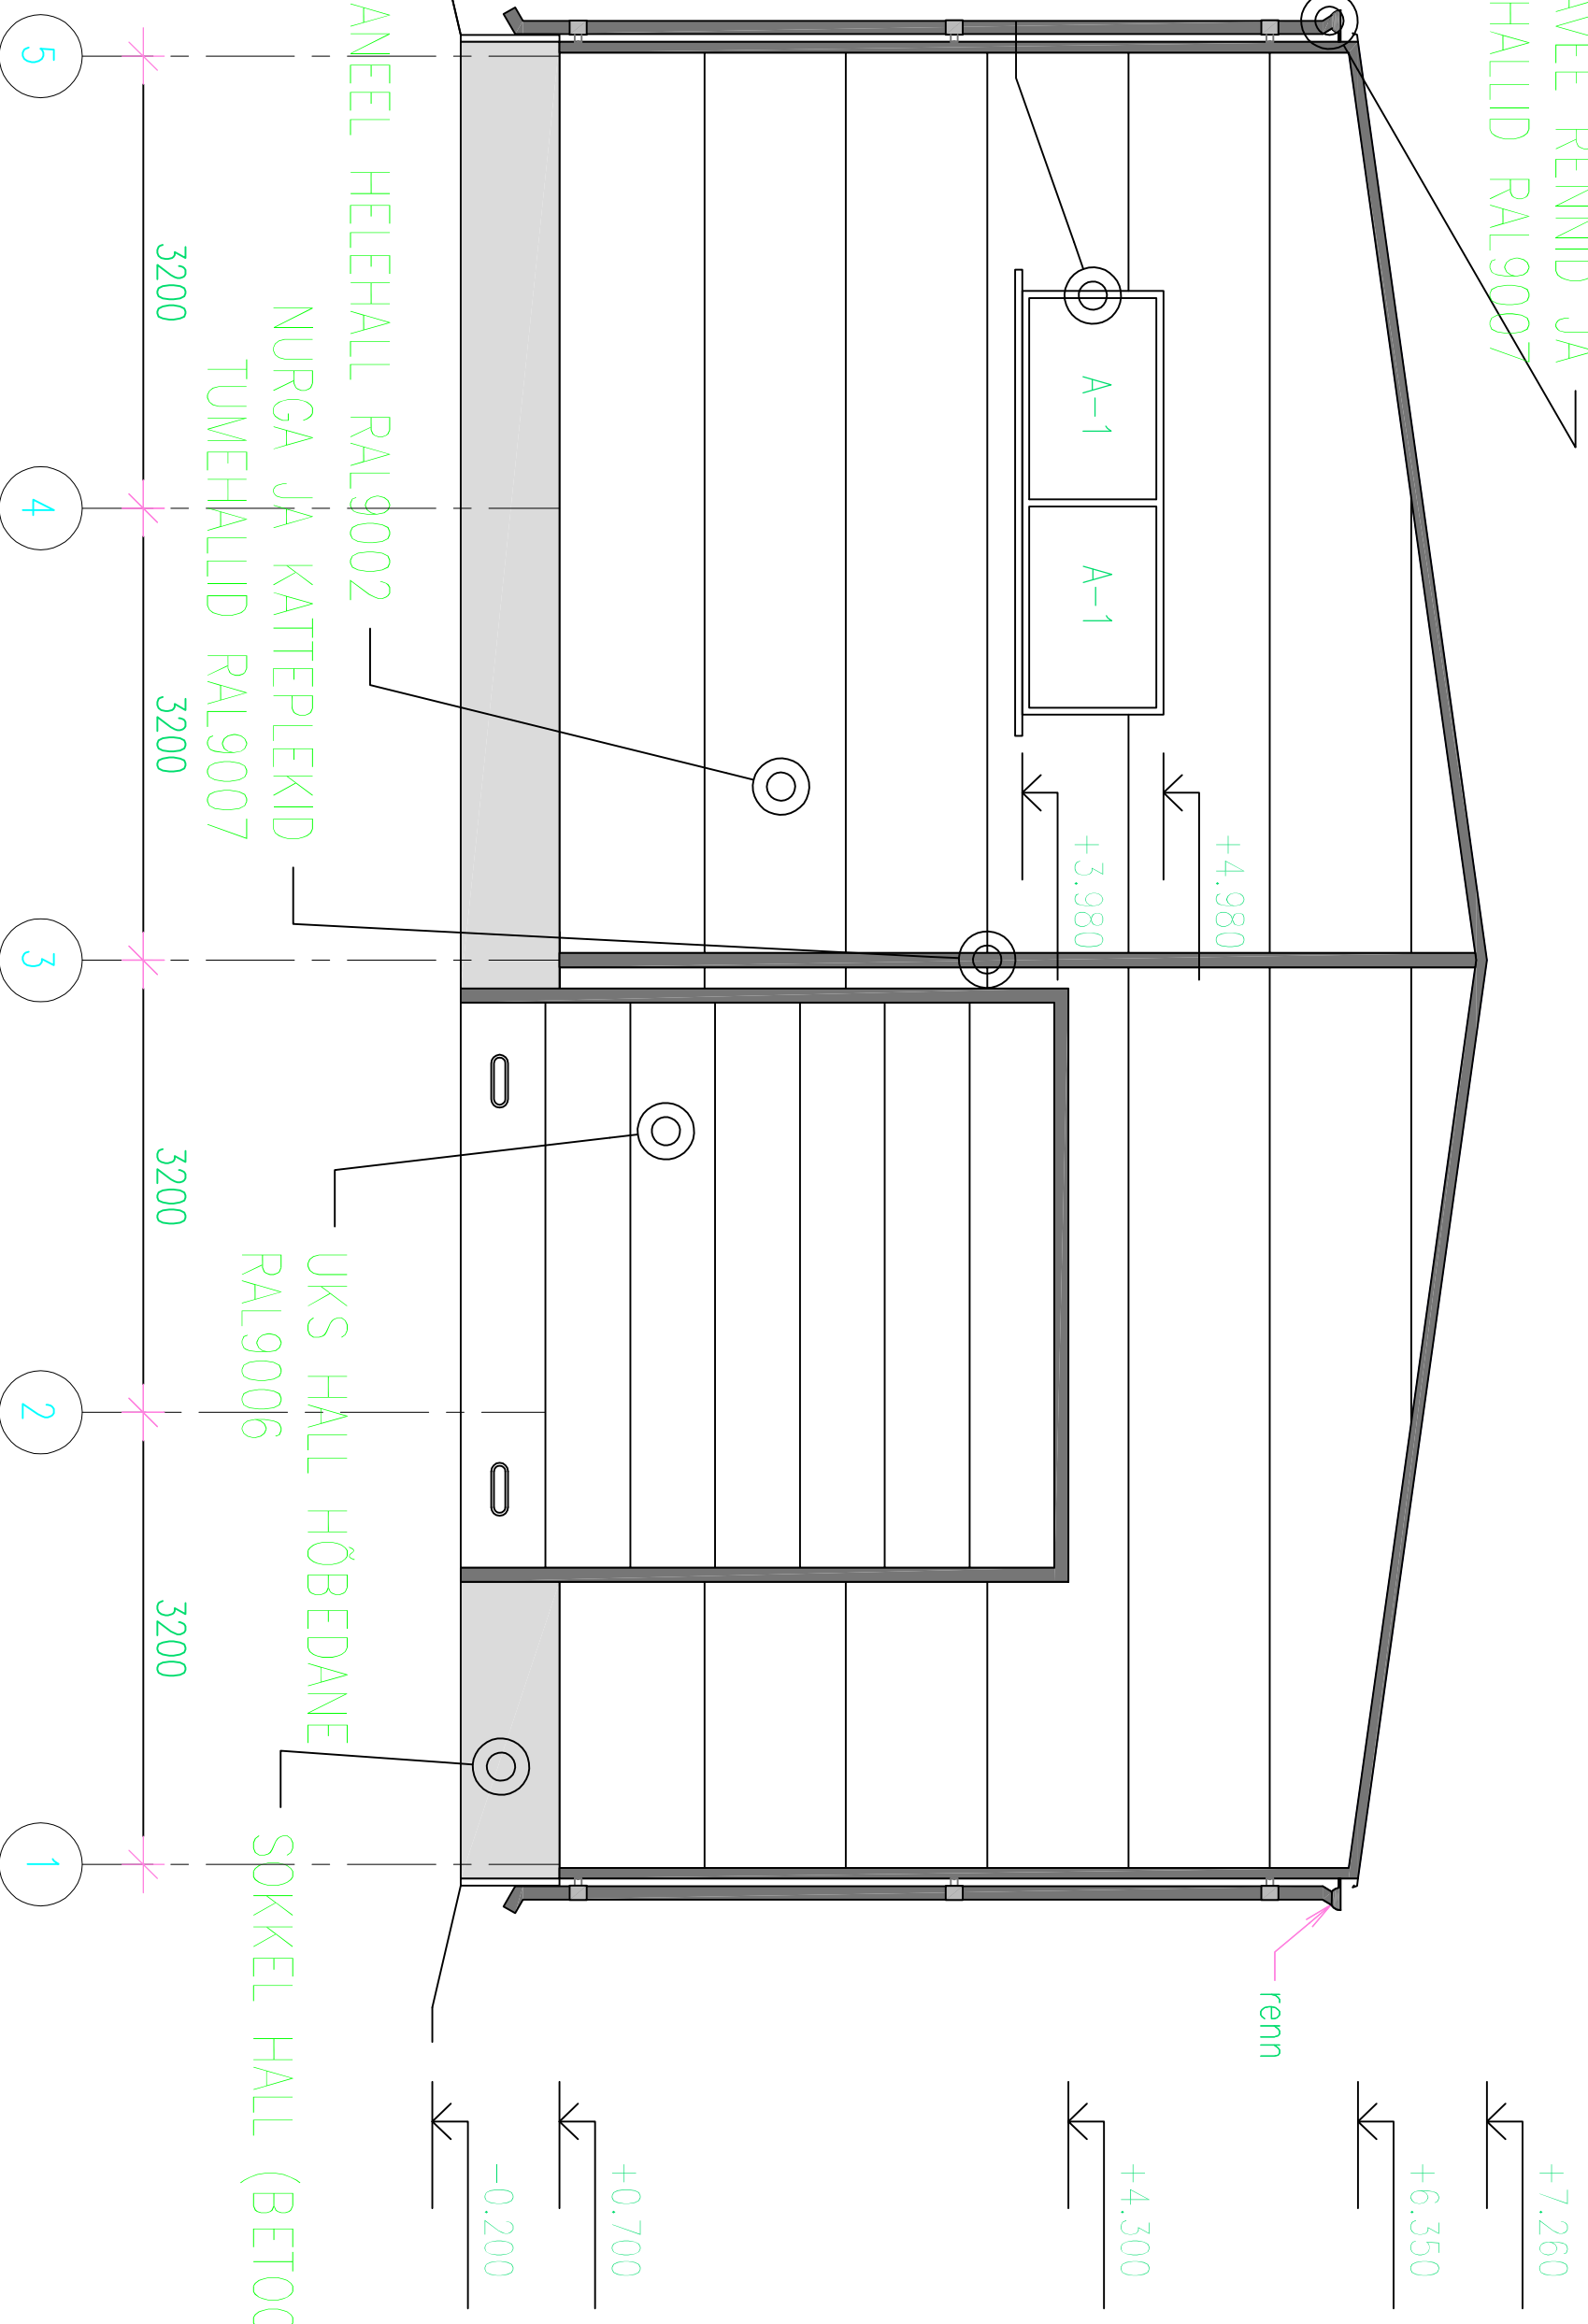 AVEE RENNID JA
HALLID RAL9007
+7.260
+6.350
renn
+4.980
+4.300
A-1 A-1
+3.980
+0.700
-0.200
ANEEL HELEHALL RAL9002
NURGA JA KATTEPLEKID
TUMEHALLID RAL9007
UKS HALL HÕBEDANE
RAL9006
SOKKEL HALL (BETOO
3200 3200 3200 3200
5 4 3 2 1